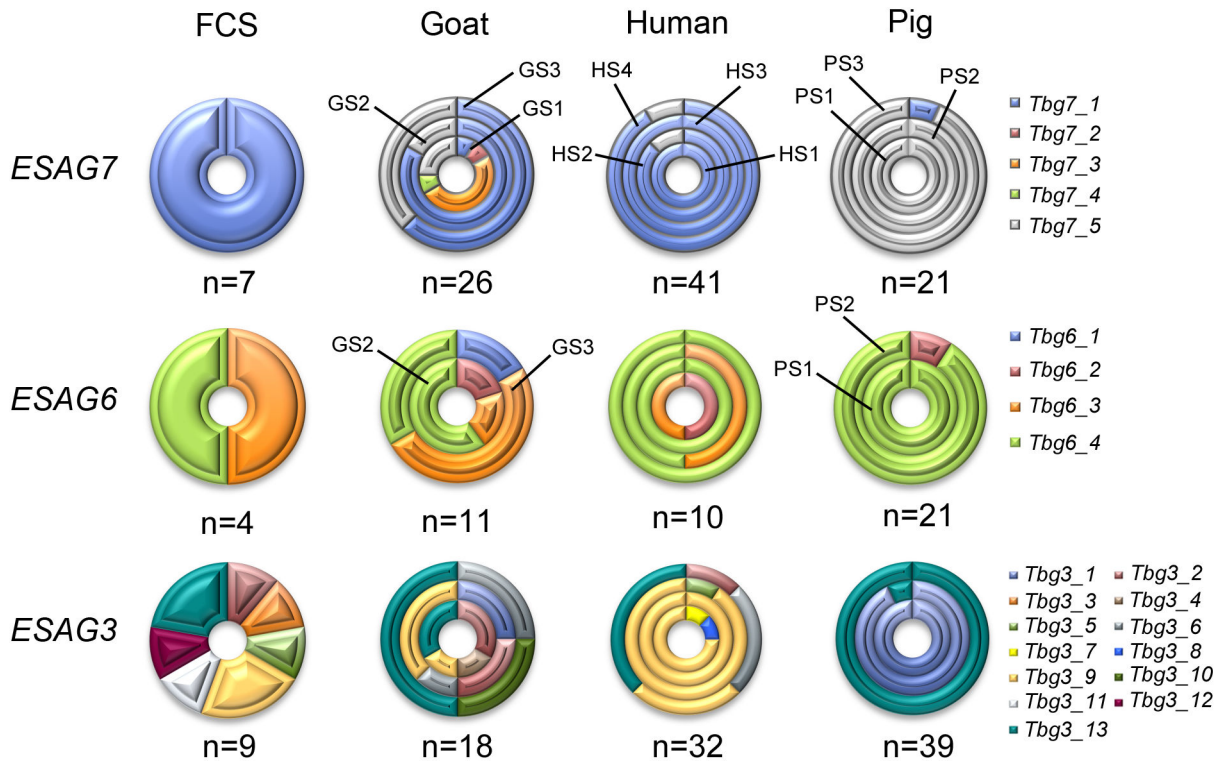 FCS Goat Human Pig
ESAG7
GS3
GS2
GS1
HS4
HS3
HS2
HS1
PS3
PS2
PS1
Tbg7_1
Tbg7_2
Tbg7_3
Tbg7_4
Tbg7_5
n=7 n=26 n=41 n=21
ESAG6
GS2
GS3
PS2
PS1
Tbg6_1
Tbg6_2
Tbg6_3
Tbg6_4
n=4 n=11 n=10 n=21
ESAG3
Tbg3_1 Tbg3_2
Tbg3_3 Tbg3_4
Tbg3_5 Tbg3_6
Tbg3_7 Tbg3_8
Tbg3_9 Tbg3_10
Tbg3_11 Tbg3_12
Tbg3_13
n=9 n=18 n=32 n=39